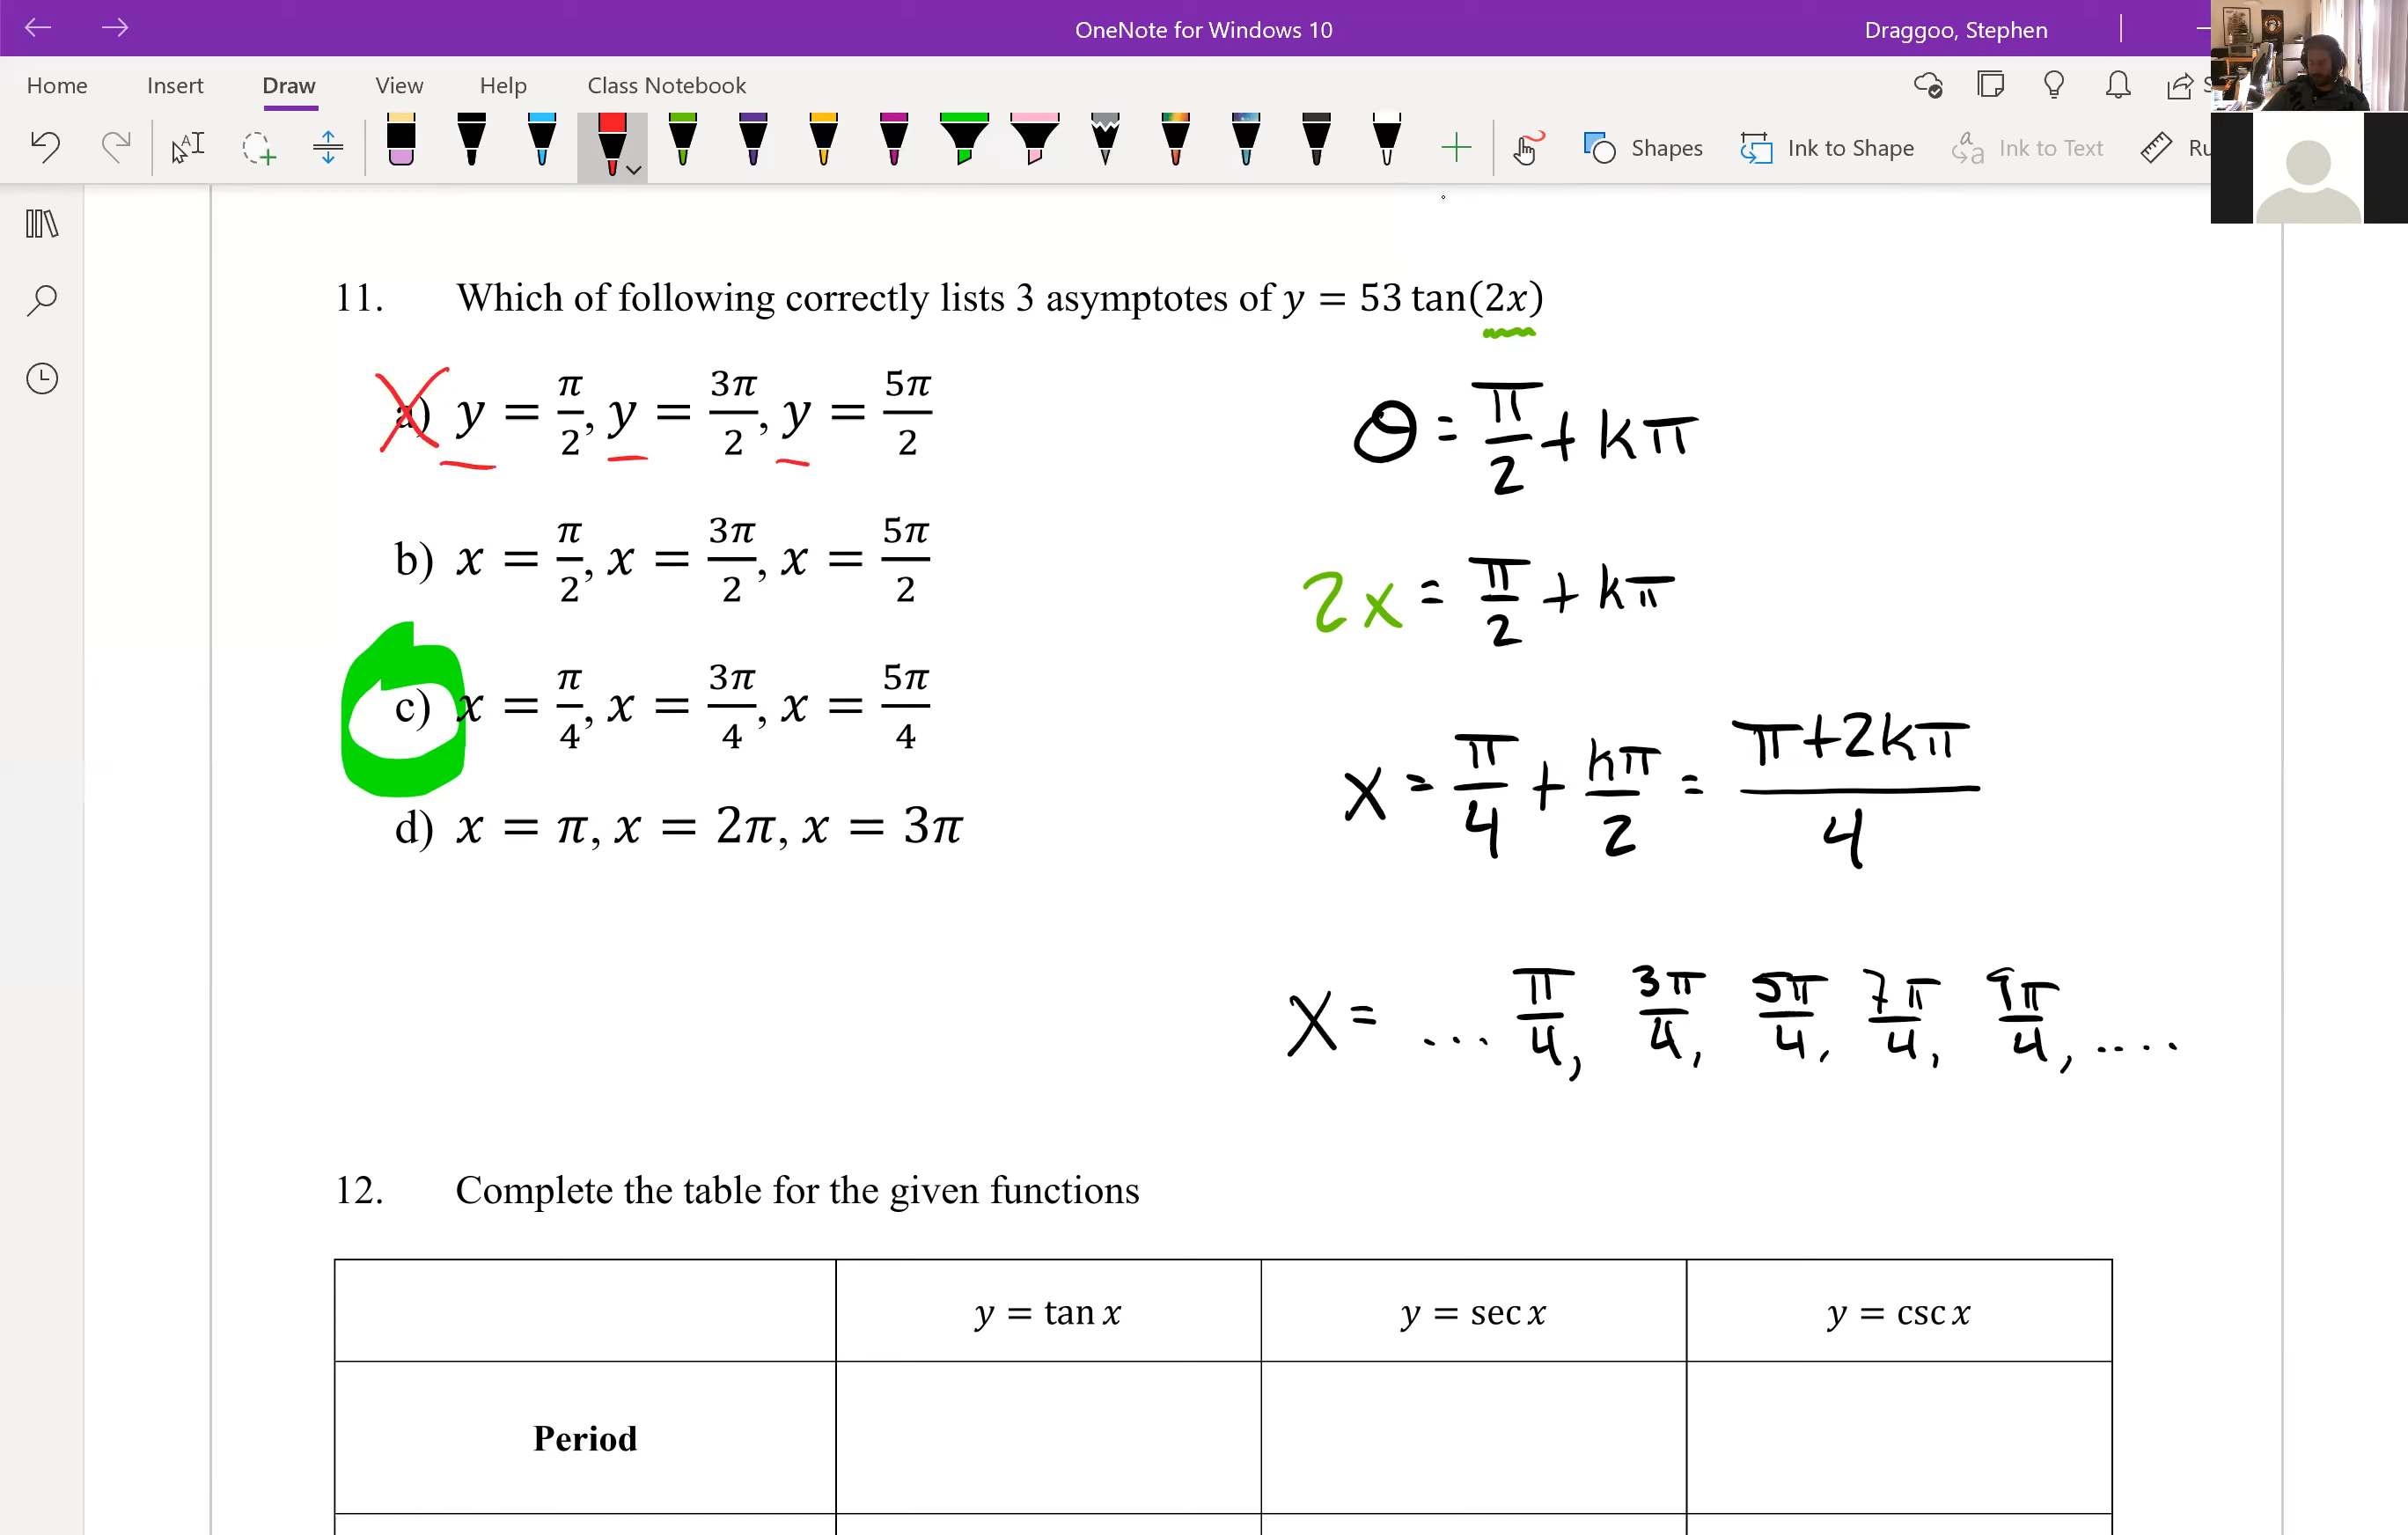 OneNote for Windows 10
Draggoo, Stephen
Home Insert Draw View Help Class Notebook
Shapes Ink to Shape Ink to Text Ru
11. Which of following correctly lists 3 asymptotes of y = 53 tan(2x)
a) y = π/2, y = 3π/2, y = 5π/2
b) x = π/2, x = 3π/2, x = 5π/2
c) x = π/4, x = 3π/4, x = 5π/4
d) x = π, x = 2π, x = 3π
θ = π/2 + kπ
2x = π/2 + kπ
x = π/4 + kπ/2 = (π+2kπ)/4
x = ... π/4, 3π/4, 5π/4, 7π/4, 9π/4, ....
12. Complete the table for the given functions
y = tan x y = sec x y = csc x
Period